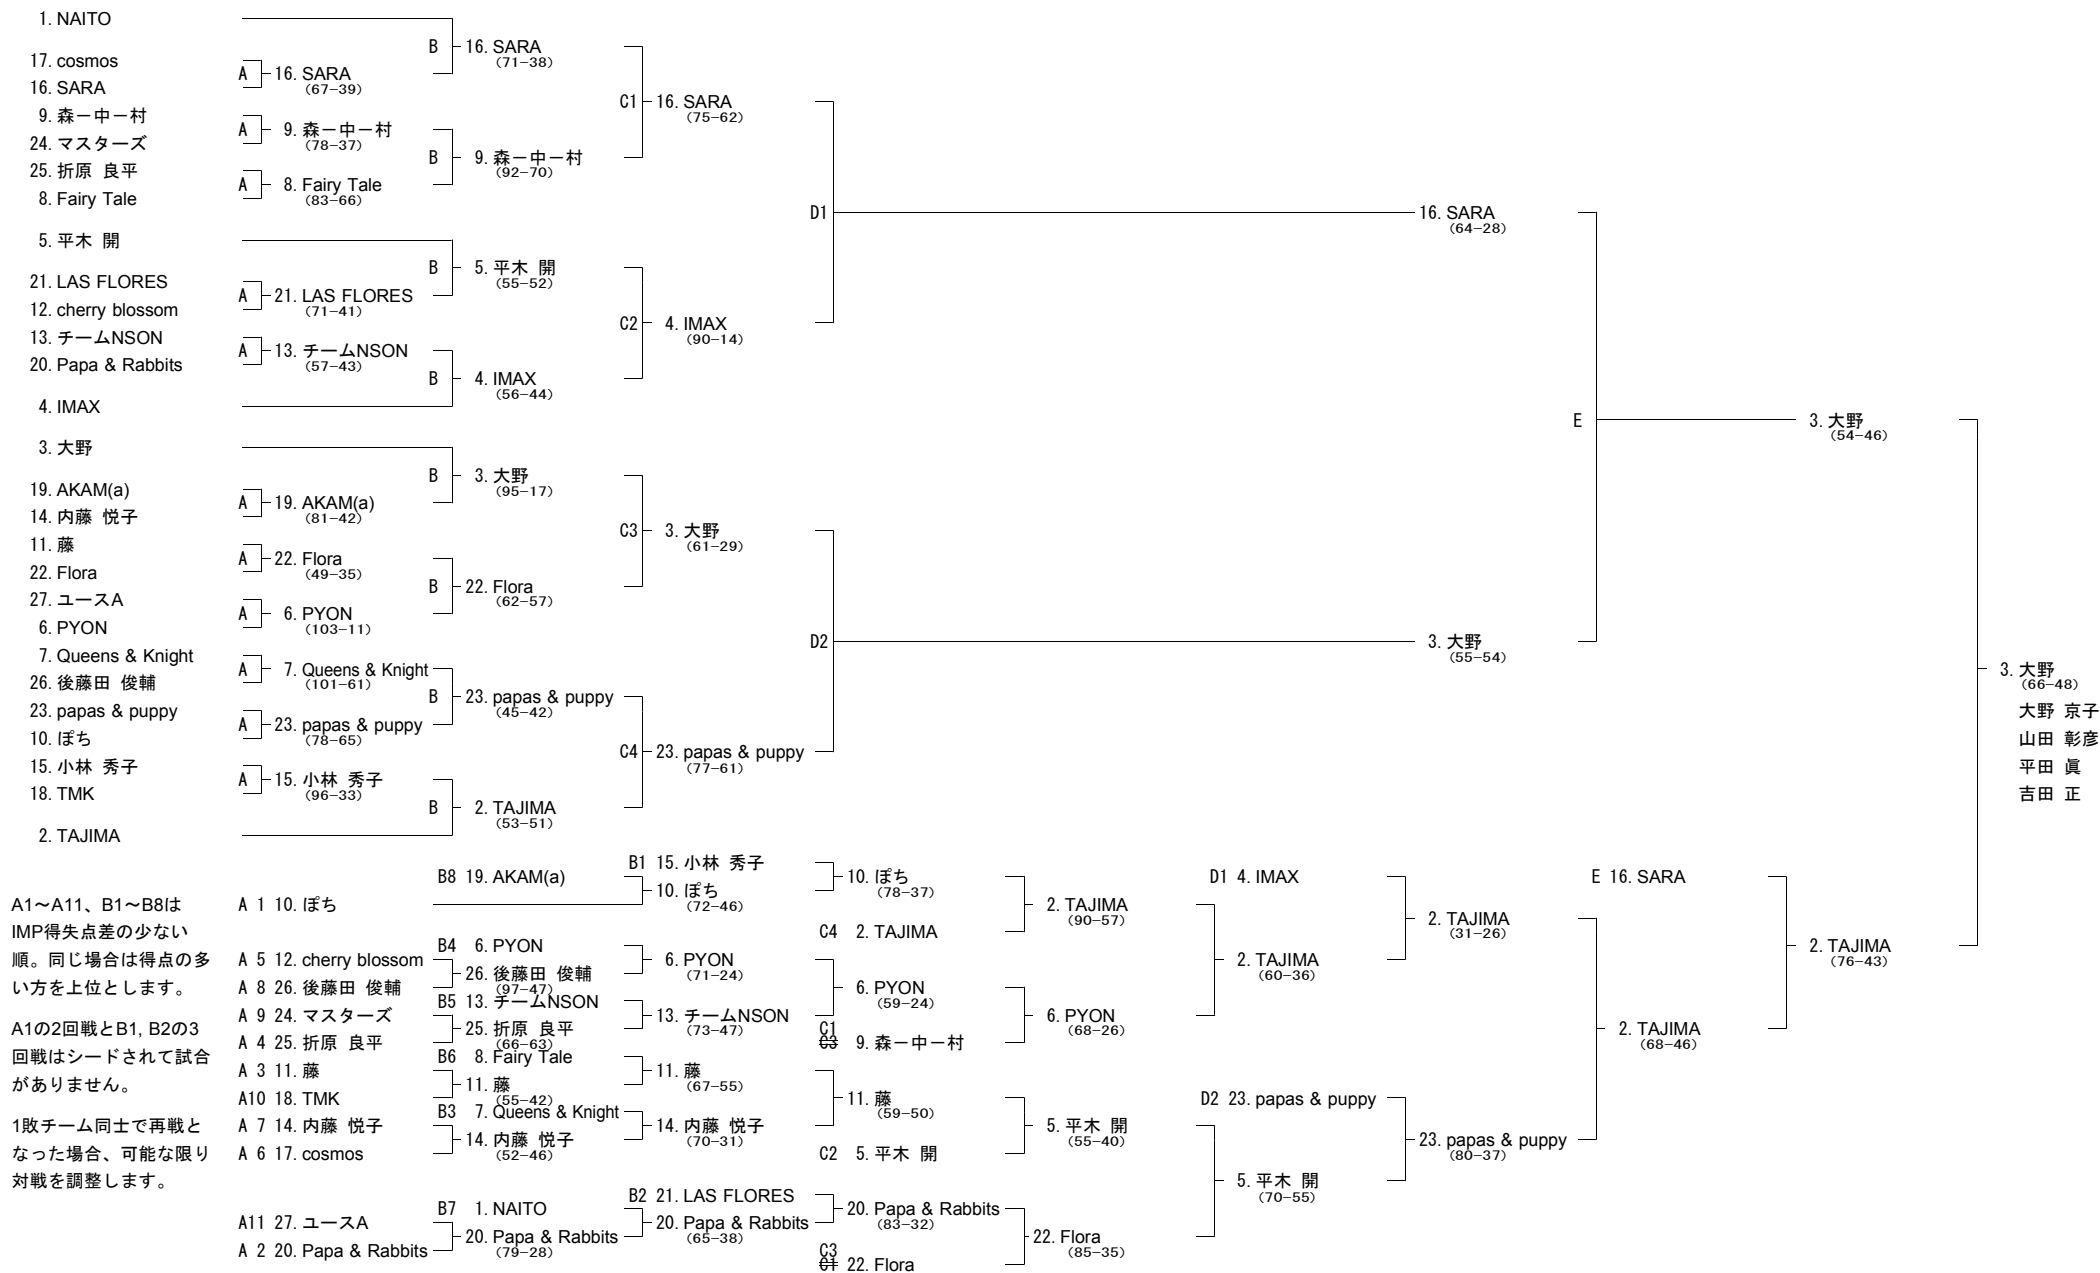 1. NAITO
17. cosmos
16. SARA
9. 森ー中ー村
24. マスターズ
25. 折原 良平
8. Fairy Tale
5. 平木 開
21. LAS FLORES
12. cherry blossom
13. チームNSON
20. Papa & Rabbits
4. IMAX
3. 大野
19. AKAM(a)
14. 内藤 悦子
11. 藤
22. Flora
27. ユースA
6. PYON
7. Queens & Knight
26. 後藤田 俊輔
23. papas & puppy
10. ぽち
15. 小林 秀子
18. TMK
2. TAJIMA
A 16. SARA
(67-39)
A 9. 森ー中ー村
(78-37)
A 8. Fairy Tale
(83-66)
A 21. LAS FLORES
(71-41)
A 13. チームNSON
(57-43)
A 19. AKAM(a)
(81-42)
A 22. Flora
(49-35)
A 6. PYON
(103-11)
A 7. Queens & Knight
(101-61)
A 23. papas & puppy
(78-65)
A 15. 小林 秀子
(96-33)
B 16. SARA
(71-38)
B 9. 森ー中ー村
(92-70)
B 5. 平木 開
(55-52)
B 4. IMAX
(56-44)
B 3. 大野
(95-17)
B 22. Flora
(62-57)
B 23. papas & puppy
(45-42)
B 2. TAJIMA
(53-51)
C1 16. SARA
(75-62)
C2 4. IMAX
(90-14)
C3 3. 大野
(61-29)
C4 23. papas & puppy
(77-61)
D1 16. SARA
(64-28)
D2 3. 大野
(55-54)
E 3. 大野
(54-46)
3. 大野
(66-48)
大野 京子
山田 彰彦
平田 眞
吉田 正
A1～A11、B1～B8は
IMP得失点差の少ない
順。同じ場合は得点の多
い方を上位とします。
A1の2回戦とB1, B2の3
回戦はシードされて試合
がありません。
1敗チーム同士で再戦と
なった場合、可能な限り
対戦を調整します。
A 1 10. ぽち
A 5 12. cherry blossom
A 8 26. 後藤田 俊輔
A 9 24. マスターズ
A 4 25. 折原 良平
A 3 11. 藤
A10 18. TMK
A 7 14. 内藤 悦子
A 6 17. cosmos
A11 27. ユースA
A 2 20. Papa & Rabbits
B8 19. AKAM(a)
B4 6. PYON
26. 後藤田 俊輔
(97-47)
B5 13. チームNSON
25. 折原 良平
(66-63)
B6 8. Fairy Tale
11. 藤
(55-42)
B3 7. Queens & Knight
14. 内藤 悦子
(52-46)
B7 1. NAITO
20. Papa & Rabbits
(79-28)
B1 15. 小林 秀子
10. ぽち
(72-46)
6. PYON
(71-24)
13. チームNSON
(73-47)
11. 藤
(67-55)
14. 内藤 悦子
(70-31)
B2 21. LAS FLORES
20. Papa & Rabbits
(65-38)
10. ぽち
(78-37)
C4 2. TAJIMA
6. PYON
(59-24)
C1
C3 9. 森ー中ー村
11. 藤
(59-50)
C2 5. 平木 開
20. Papa & Rabbits
(83-32)
C3
C1 22. Flora
2. TAJIMA
(90-57)
6. PYON
(68-26)
5. 平木 開
(55-40)
22. Flora
(85-35)
D1 4. IMAX
2. TAJIMA
(60-36)
D2 23. papas & puppy
5. 平木 開
(70-55)
2. TAJIMA
(31-26)
23. papas & puppy
(80-37)
E 16. SARA
2. TAJIMA
(68-46)
2. TAJIMA
(76-43)